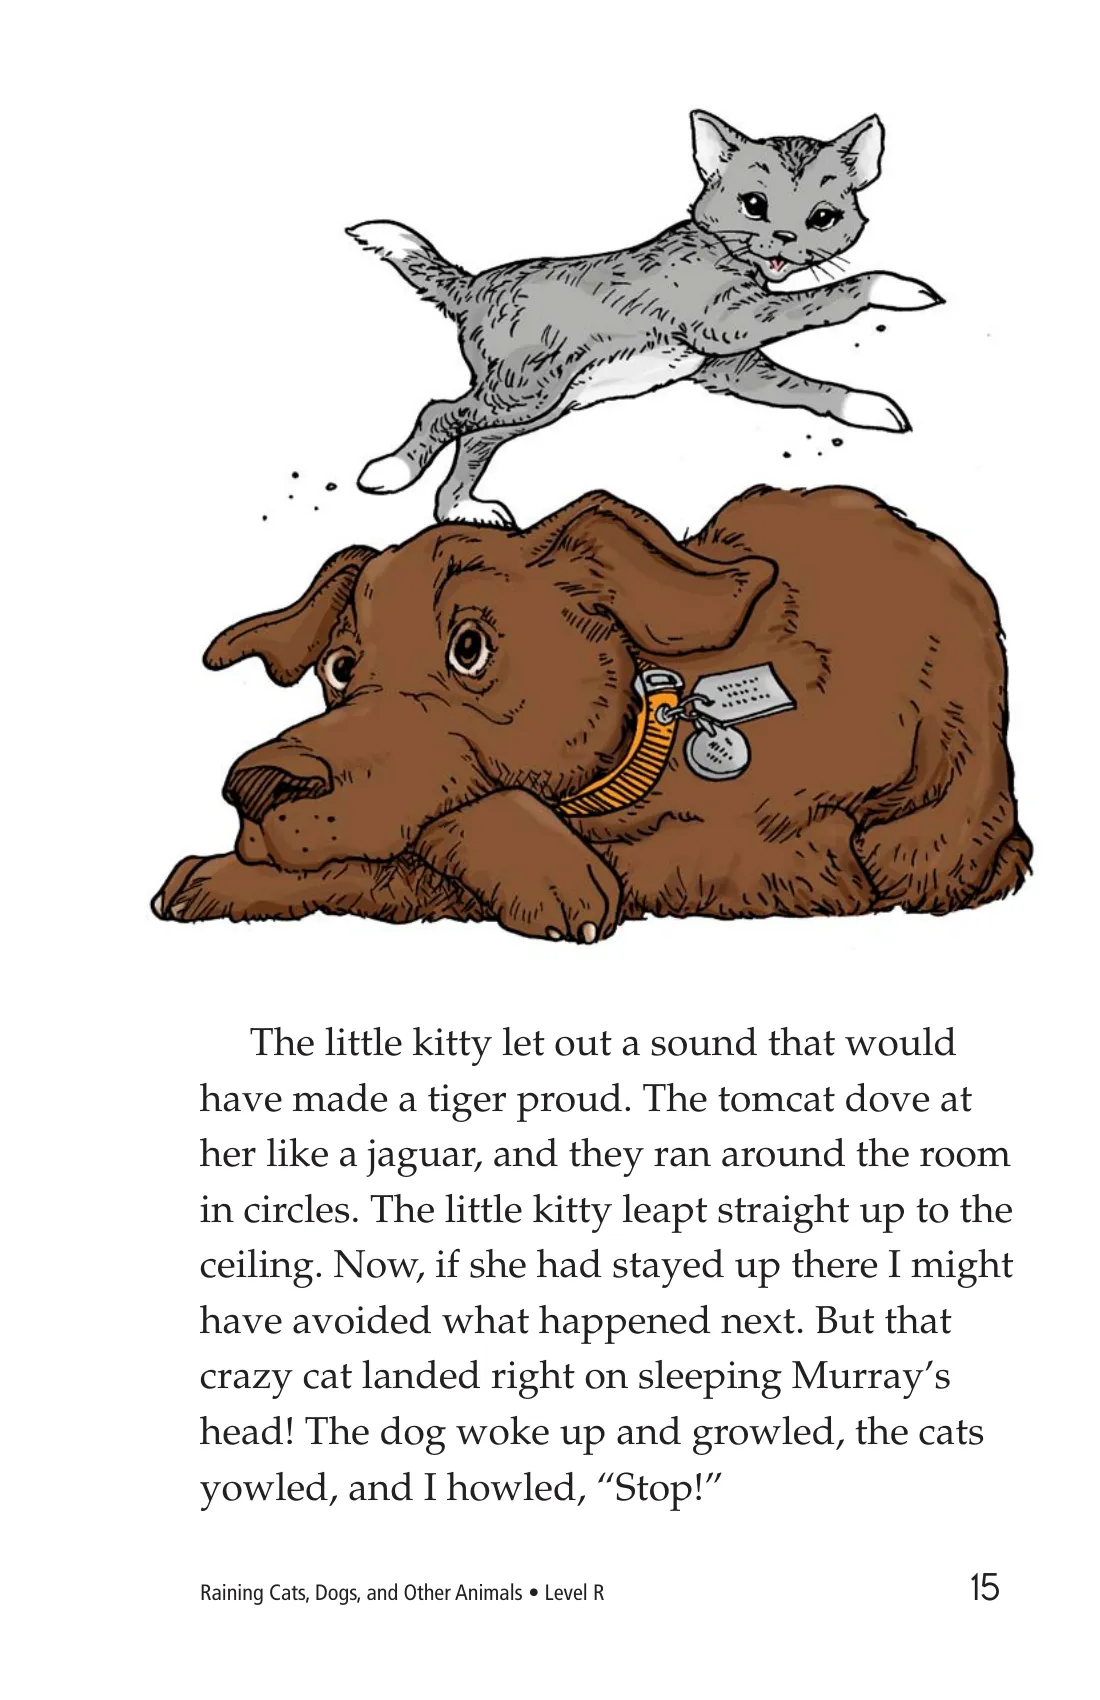 The little kitty let out a sound that would
have made a tiger proud. The tomcat dove at
her like a jaguar, and they ran around the room
in circles. The little kitty leapt straight up to the
ceiling. Now, if she had stayed up there I might
have avoided what happened next. But that
crazy cat landed right on sleeping Murray’s
head! The dog woke up and growled, the cats
yowled, and I howled, “Stop!”
Raining Cats, Dogs, and Other Animals • Level R
15